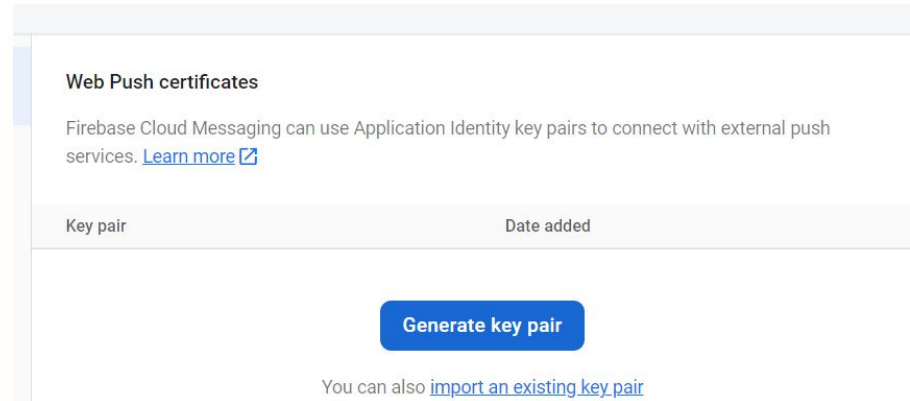 Web Push certificates
Firebase Cloud Messaging can use Application Identity key pairs to connect with external push
services. Learn more
Key pair Date added
Generate key pair
You can also import an existing key pair